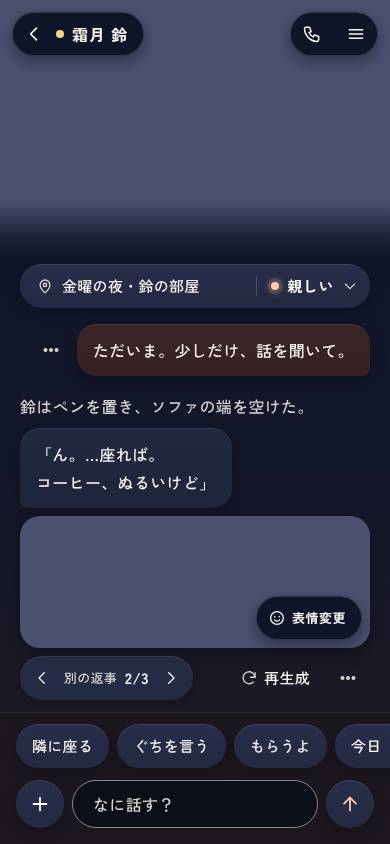 霜月 鈴
金曜の夜・鈴の部屋
親しい
ただいま。少しだけ、話を聞いて。
鈴はペンを置き、ソファの端を空けた。
「ん。…座れば。
コーヒー、ぬるいけど」
表情変更
別の返事 2/3
再生成
隣に座る
ぐちを言う
もらうよ
今日
なに話す？